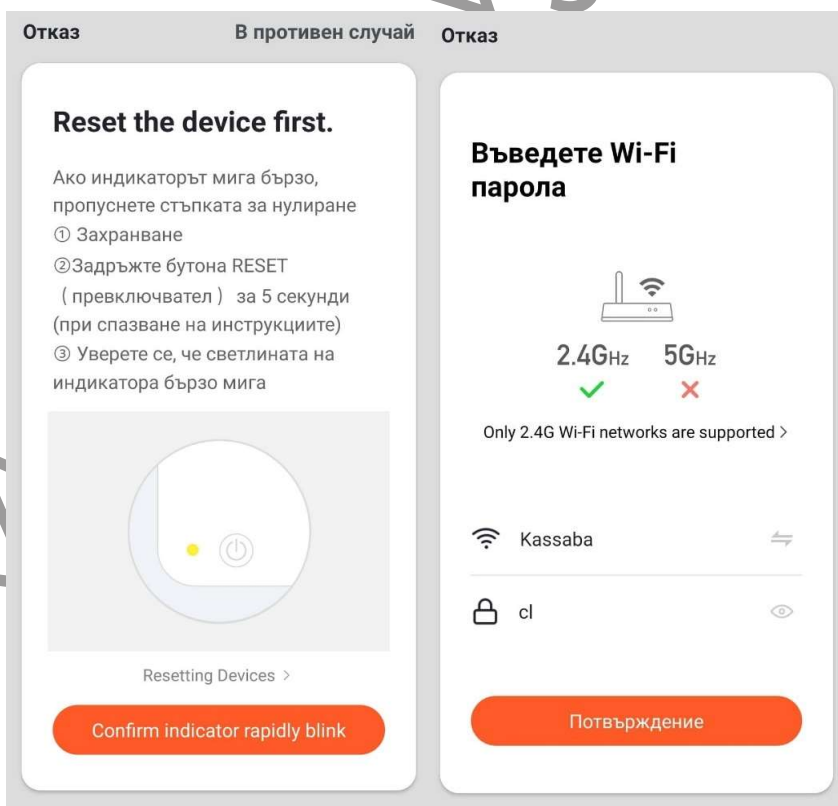 Отказ
В противен случай
Reset the device first.
Ако индикаторът мига бързо,
пропуснете стъпката за нулиране
① Захранване
②Задръжте бутона RESET
（превключвател） за 5 секунди
(при спазване на инструкциите)
③ Уверете се, че светлината на
индикатора бързо мига
Resetting Devices >
Confirm indicator rapidly blink
Отказ
Въведете Wi-Fi
парола
2.4GHz 5GHz
Only 2.4G Wi-Fi networks are supported >
Kassaba
cl
Потвърждение